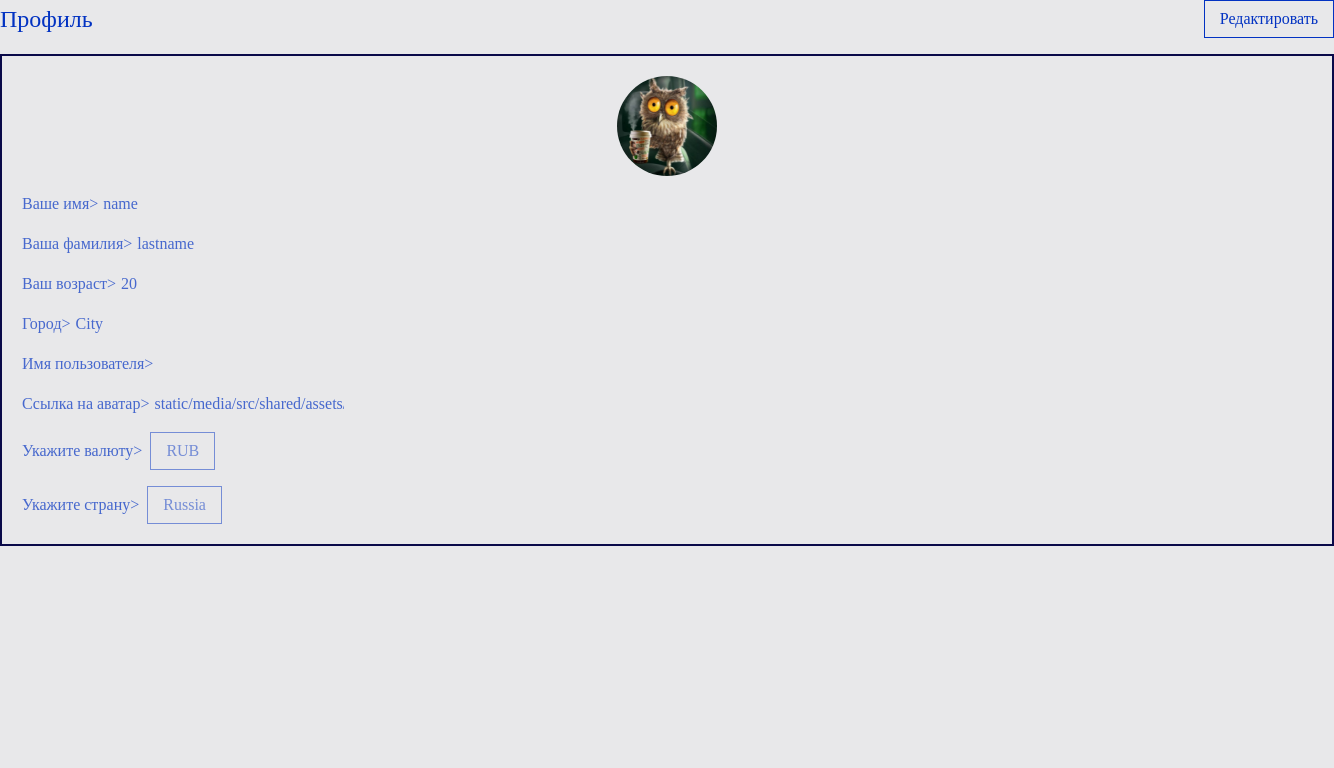 Профиль
Редактировать
Ваше имя> name
Ваша фамилия> lastname
Ваш возраст> 20
Город> City
Имя пользователя>
Ссылка на аватар> static/media/src/shared/assets/
Укажите валюту> RUB
Укажите страну> Russia